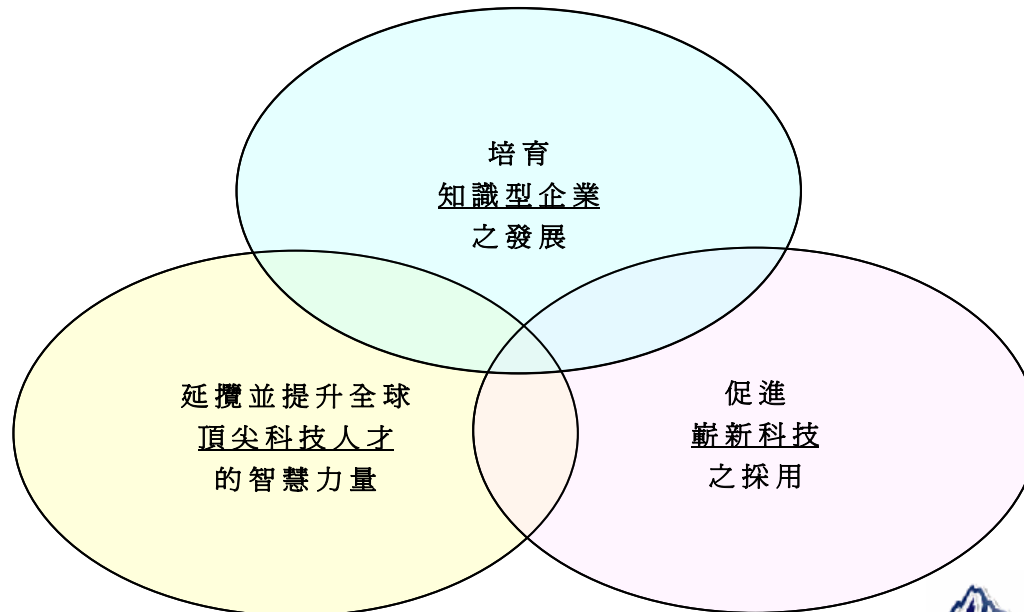 培育
知識型企業
之發展
延攬並提升全球
頂尖科技人才
的智慧力量
促進
嶄新科技
之採用